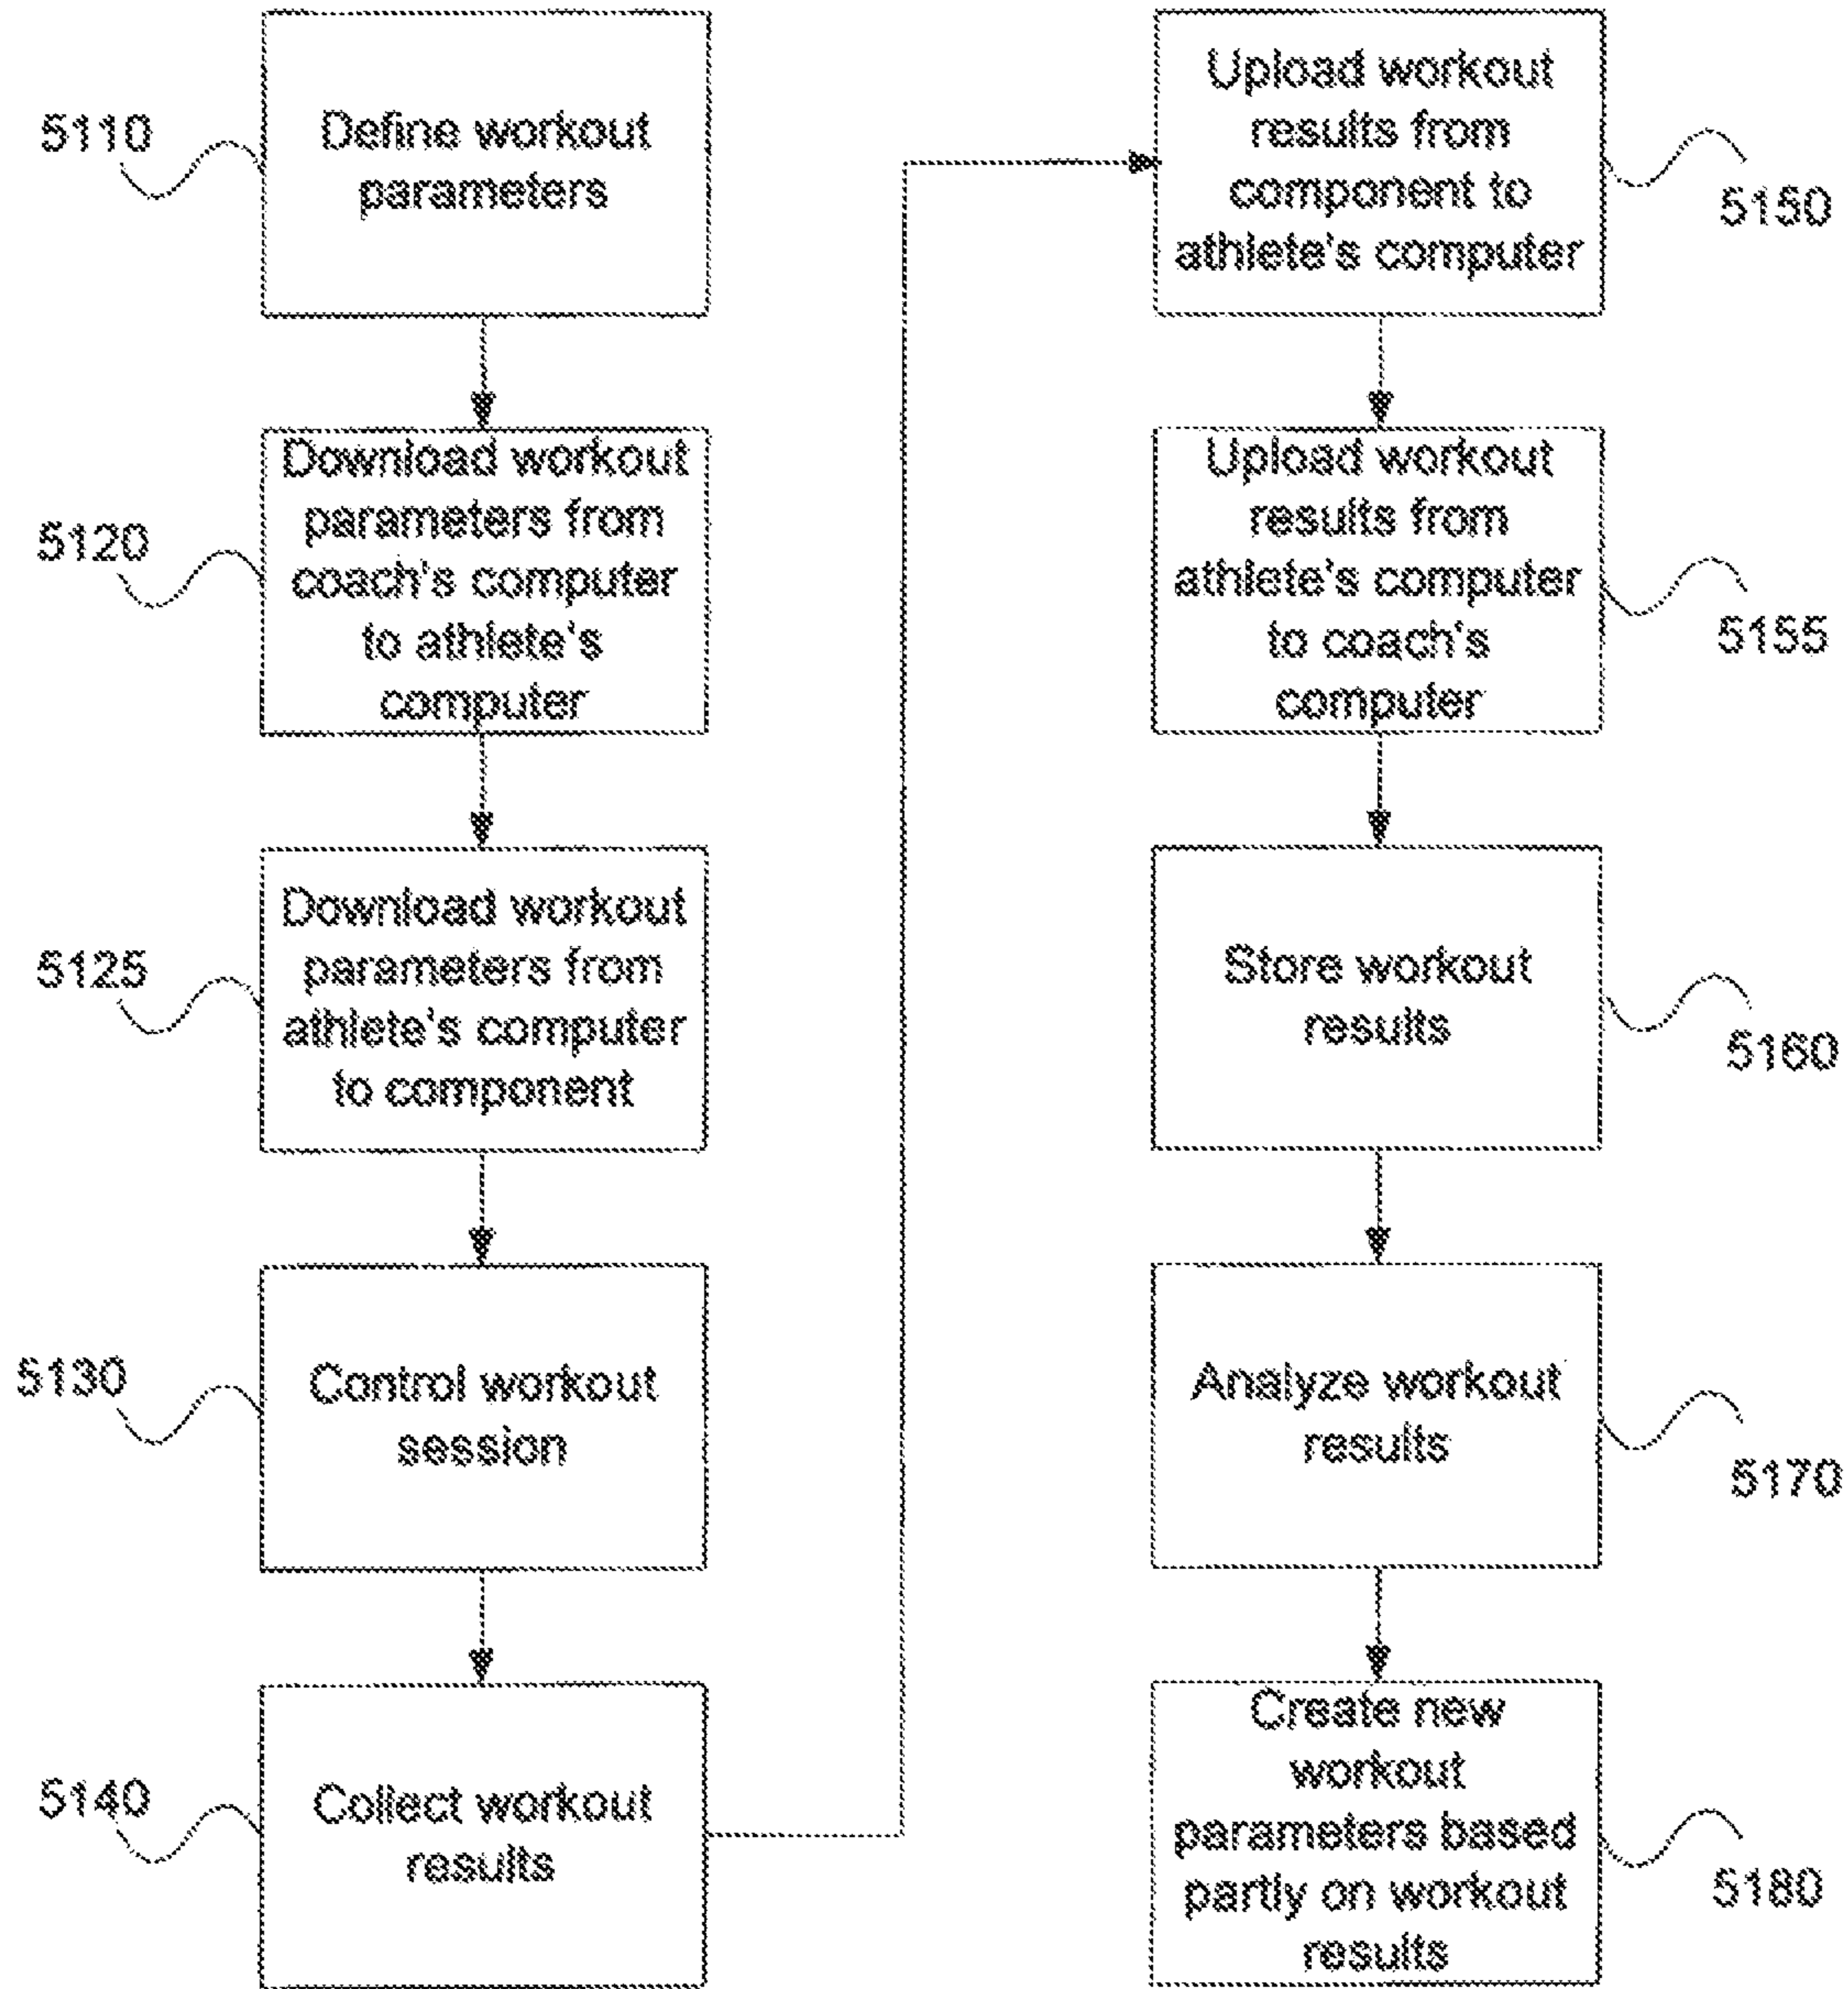 5110
Define workout
parameters
5120
Download workout
parameters from
coach's computer
to athlete's
computer
5125
Download workout
parameters from
athlete's computer
to component
5130
Control workout
session
5140
Collect workout
results
Upload workout
results from
component to
athlete's computer
5150
Upload workout
results from
athlete's computer
to coach's
computer
5155
Store workout
results
5160
Analyze workout
results
5170
Create new
workout
parameters based
partly on workout
results
5180